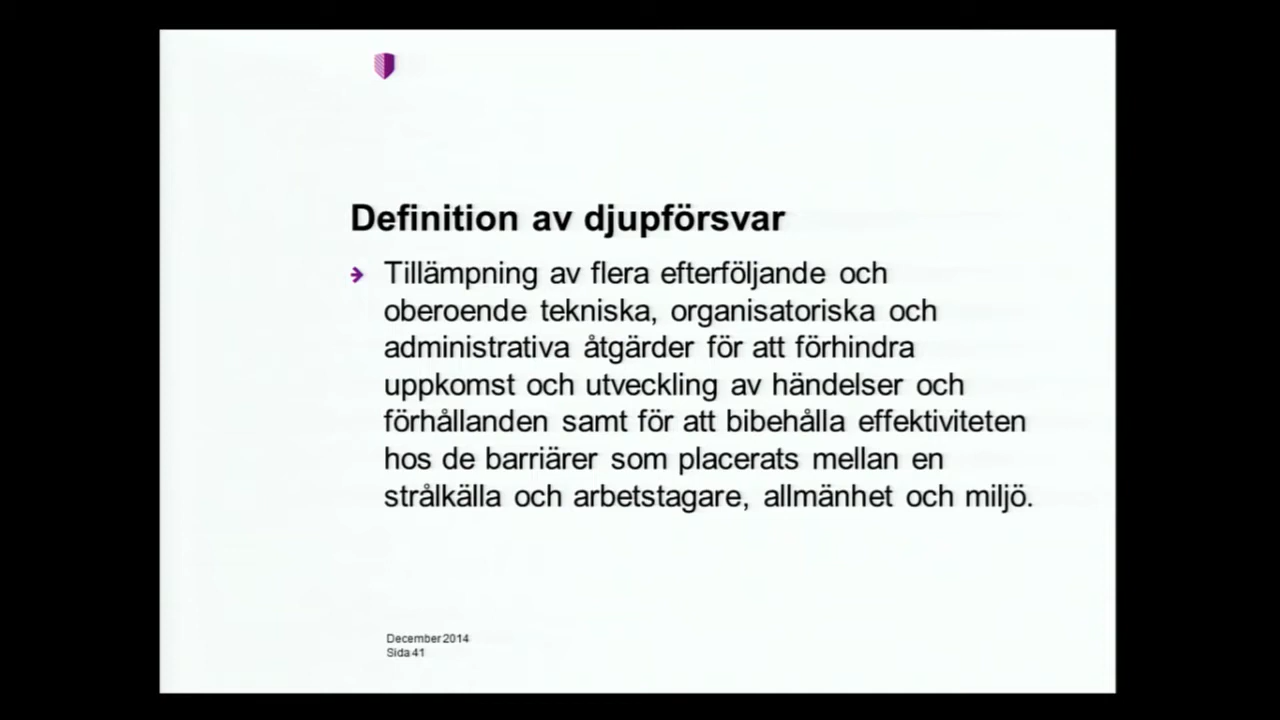 Definition av djupförsvar
Tillämpning av flera efterföljande och
oberoende tekniska, organisatoriska och
administrativa åtgärder för att förhindra
uppkomst och utveckling av händelser och
förhållanden samt för att bibehålla effektiviteten
hos de barriärer som placerats mellan en
strålkälla och arbetstagare, allmänhet och miljö.
December 2014
Sida 41